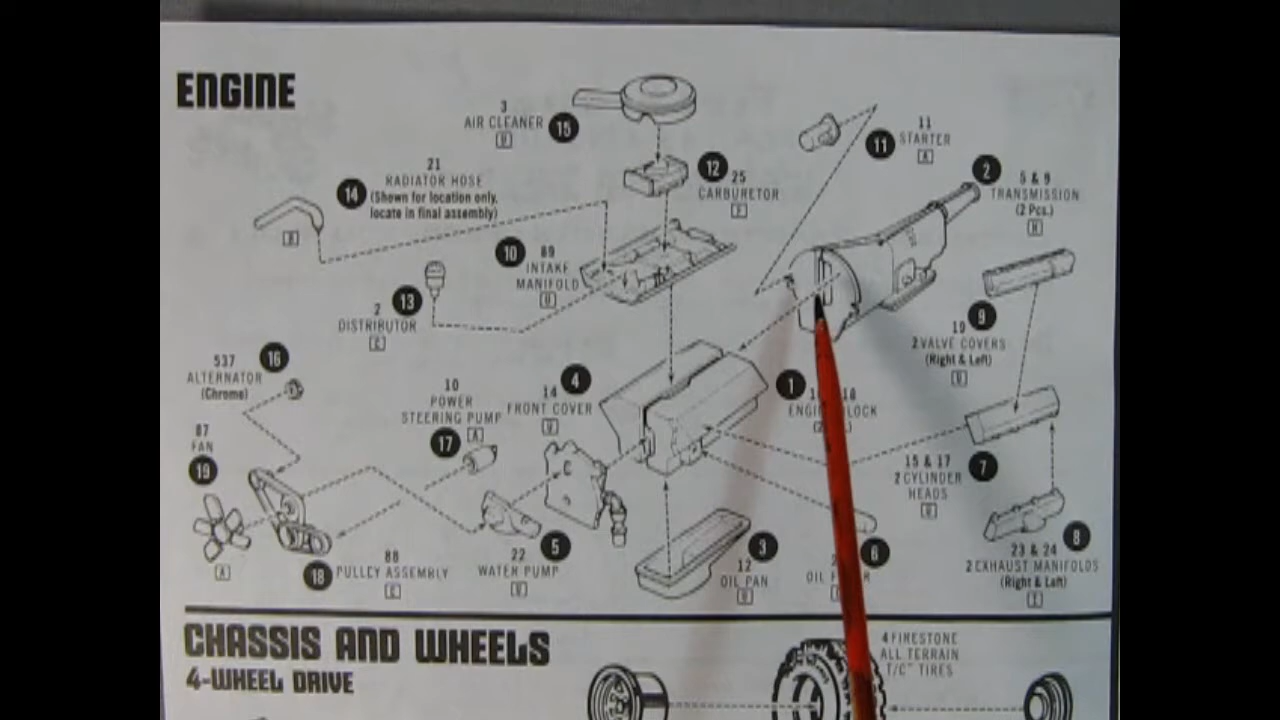 ENGINE
3
AIR CLEANER
15
12
25
CARBURETOR
11
11
STARTER
A
2
5 & 9
TRANSMISSION
(2 Pcs.)
14
21
RADIATOR HOSE
(Shown for location only,
locate in final assembly)
10
89
INTAKE
MANIFOLD
13
2
DISTRIBUTOR
9
19
2 VALVE COVERS
(Right & Left)
16
537
ALTERNATOR
(Chrome)
4
14
FRONT COVER
1
10
POWER
STEERING PUMP
A
17
87
FAN
19
A
7
15 & 17
2 CYLINDER
HEADS
8
23 & 24
2 EXHAUST MANIFOLDS
(Right & Left)
18
88
PULLEY ASSEMBLY
5
22
WATER PUMP
3
12
OIL PAN
6
OIL
CHASSIS AND WHEELS
4-WHEEL DRIVE
4 FIRESTONE
ALL TERRAIN
T/C" TIRES